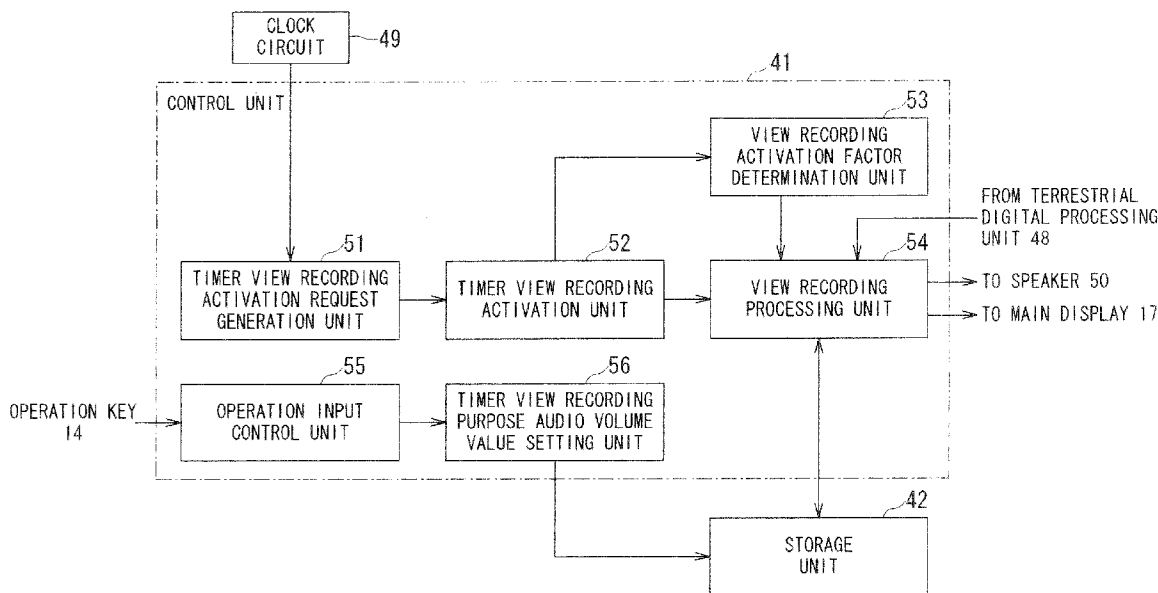 CLOCK
CIRCUIT
49
41
CONTROL UNIT
53
VIEW RECORDING
ACTIVATION FACTOR
DETERMINATION UNIT
FROM TERRESTRIAL
DIGITAL PROCESSING
UNIT 48
51
TIMER VIEW RECORDING
ACTIVATION REQUEST
GENERATION UNIT
52
TIMER VIEW RECORDING
ACTIVATION UNIT
54
VIEW RECORDING
PROCESSING UNIT
TO SPEAKER 50
TO MAIN DISPLAY 17
OPERATION KEY
14
55
OPERATION INPUT
CONTROL UNIT
56
TIMER VIEW RECORDING
PURPOSE AUDIO VOLUME
VALUE SETTING UNIT
42
STORAGE
UNIT